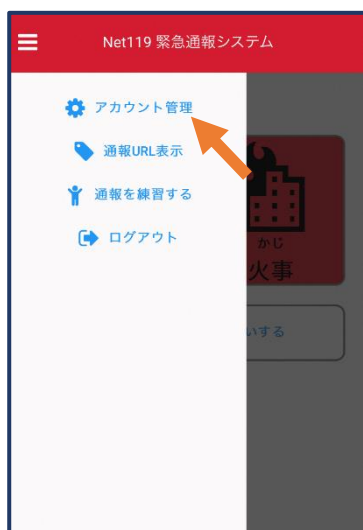 Net119 緊急通報システム
アカウント管理
通報URL表示
通報を練習する
ログアウト
かじ
火事
いする